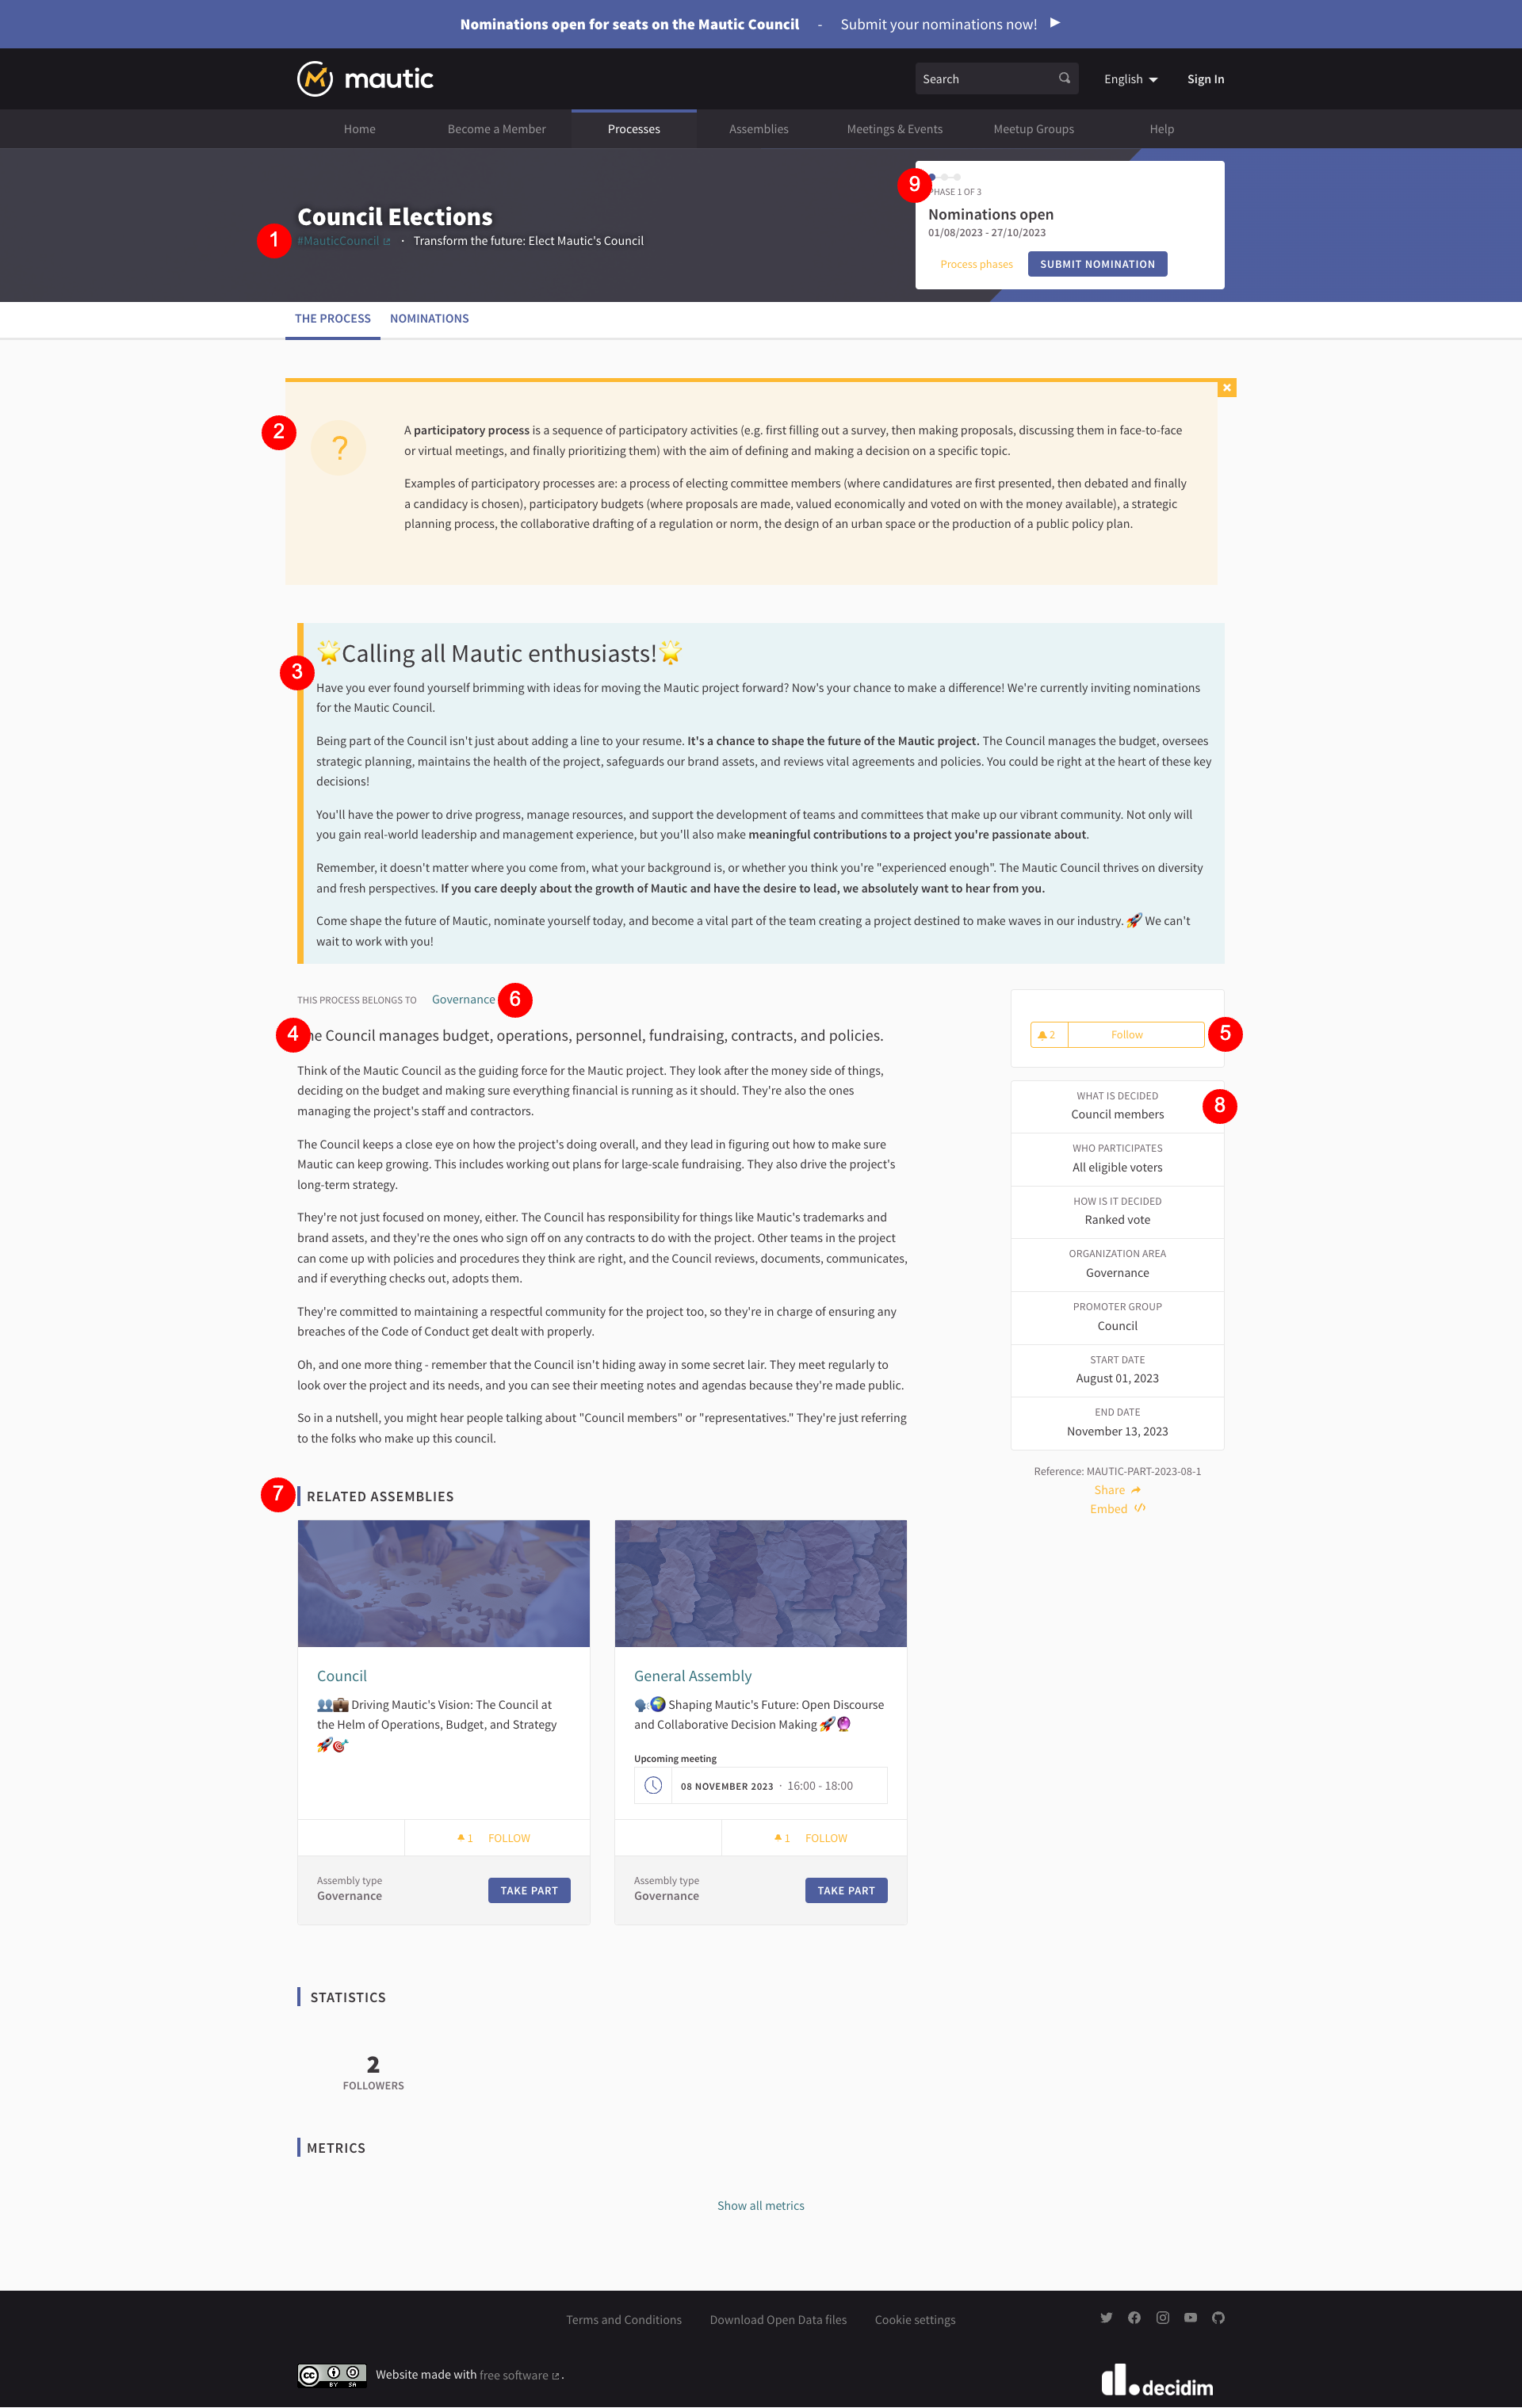 Nominations open for seats on the Mautic Council - Submit your nominations now!
mautic
Search
English
Sign In
Home
Become a Member
Processes
Assemblies
Meetings & Events
Meetup Groups
Help
Council Elections
1
#MauticCouncil · Transform the future: Elect Mautic's Council
9
PHASE 1 OF 3
Nominations open
01/08/2023 - 27/10/2023
Process phases
SUBMIT NOMINATION
THE PROCESS
NOMINATIONS
2
?
A participatory process is a sequence of participatory activities (e.g. first filling out a survey, then making proposals, discussing them in face-to-face
or virtual meetings, and finally prioritizing them) with the aim of defining and making a decision on a specific topic.
Examples of participatory processes are: a process of electing committee members (where candidatures are first presented, then debated and finally
a candidacy is chosen), participatory budgets (where proposals are made, valued economically and voted on with the money available), a strategic
planning process, the collaborative drafting of a regulation or norm, the design of an urban space or the production of a public policy plan.
3
🌟Calling all Mautic enthusiasts!🌟
Have you ever found yourself brimming with ideas for moving the Mautic project forward? Now's your chance to make a difference! We're currently inviting nominations
for the Mautic Council.
Being part of the Council isn't just about adding a line to your resume. It's a chance to shape the future of the Mautic project. The Council manages the budget, oversees
strategic planning, maintains the health of the project, safeguards our brand assets, and reviews vital agreements and policies. You could be right at the heart of these key
decisions!
You'll have the power to drive progress, manage resources, and support the development of teams and committees that make up our vibrant community. Not only will
you gain real-world leadership and management experience, but you'll also make meaningful contributions to a project you're passionate about.
Remember, it doesn't matter where you come from, what your background is, or whether you think you're "experienced enough". The Mautic Council thrives on diversity
and fresh perspectives. If you care deeply about the growth of Mautic and have the desire to lead, we absolutely want to hear from you.
Come shape the future of Mautic, nominate yourself today, and become a vital part of the team creating a project destined to make waves in our industry. 🚀 We can't
wait to work with you!
THIS PROCESS BELONGS TO Governance
6
4
he Council manages budget, operations, personnel, fundraising, contracts, and policies.
Think of the Mautic Council as the guiding force for the Mautic project. They look after the money side of things,
deciding on the budget and making sure everything financial is running as it should. They're also the ones
managing the project's staff and contractors.
The Council keeps a close eye on how the project's doing overall, and they lead in figuring out how to make sure
Mautic can keep growing. This includes working out plans for large-scale fundraising. They also drive the project's
long-term strategy.
They're not just focused on money, either. The Council has responsibility for things like Mautic's trademarks and
brand assets, and they're the ones who sign off on any contracts to do with the project. Other teams in the project
can come up with policies and procedures they think are right, and the Council reviews, documents, communicates,
and if everything checks out, adopts them.
They're committed to maintaining a respectful community for the project too, so they're in charge of ensuring any
breaches of the Code of Conduct get dealt with properly.
Oh, and one more thing - remember that the Council isn't hiding away in some secret lair. They meet regularly to
look over the project and its needs, and you can see their meeting notes and agendas because they're made public.
So in a nutshell, you might hear people talking about "Council members" or "representatives." They're just referring
to the folks who make up this council.
2 Follow
5
8
WHAT IS DECIDED
Council members
WHO PARTICIPATES
All eligible voters
HOW IS IT DECIDED
Ranked vote
ORGANIZATION AREA
Governance
PROMOTER GROUP
Council
START DATE
August 01, 2023
END DATE
November 13, 2023
Reference: MAUTIC-PART-2023-08-1
Share
Embed
7
RELATED ASSEMBLIES
Council
👥💼 Driving Mautic's Vision: The Council at
the Helm of Operations, Budget, and Strategy
🚀🎯
1 FOLLOW
Assembly type
Governance
TAKE PART
General Assembly
🗣️🌍 Shaping Mautic's Future: Open Discourse
and Collaborative Decision Making 🚀🔮
Upcoming meeting
08 NOVEMBER 2023 · 16:00 - 18:00
1 FOLLOW
Assembly type
Governance
TAKE PART
STATISTICS
2
FOLLOWERS
METRICS
Show all metrics
Terms and Conditions
Download Open Data files
Cookie settings
cc BY SA
Website made with free software .
decidim